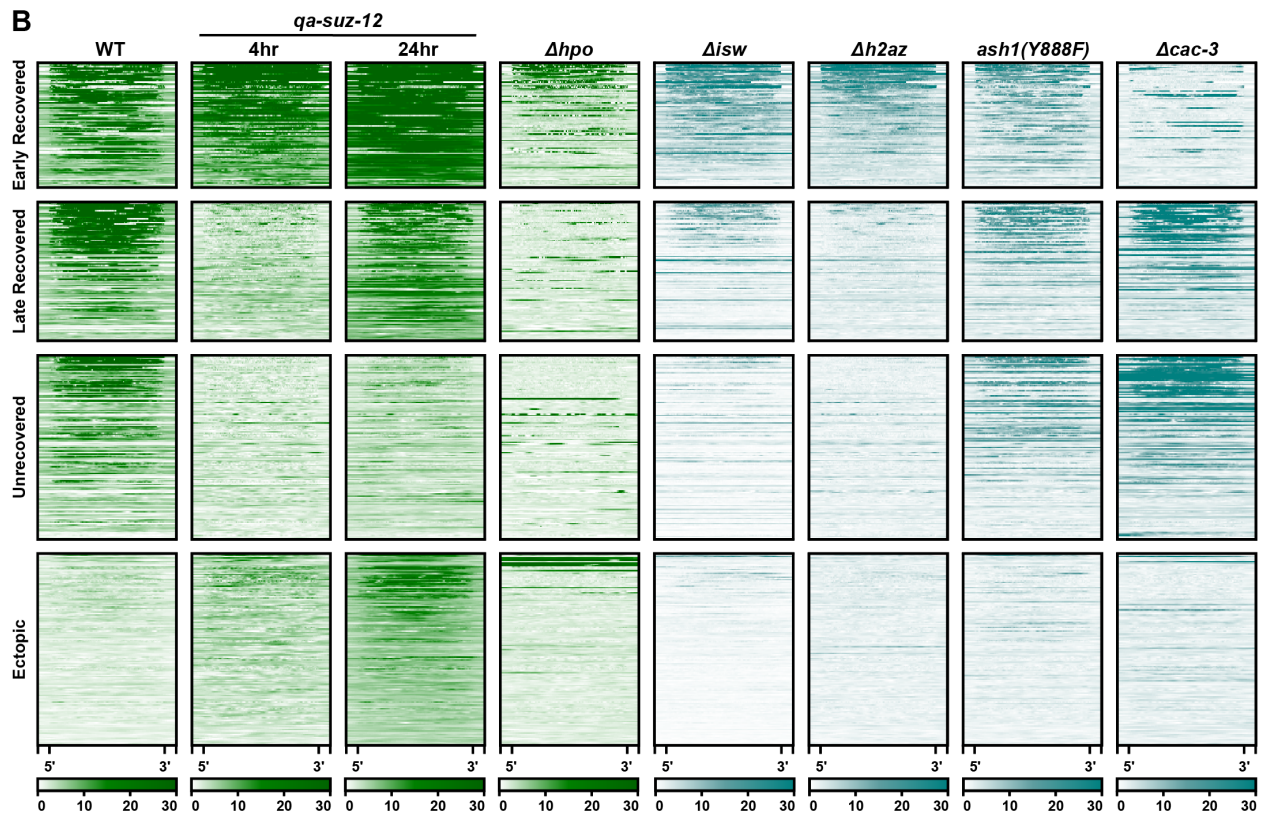 B
qa-suz-12
WT 4hr 24hr Δhpo Δisw Δh2az ash1(Y888F) Δcac-3
Early Recovered
Late Recovered
Unrecovered
Ectopic
5' 3' 5' 3' 5' 3' 5' 3' 5' 3' 5' 3' 5' 3' 5' 3'
0 10 20 30 0 10 20 30 0 10 20 30 0 10 20 30 0 10 20 30 0 10 20 30 0 10 20 30 0 10 20 30